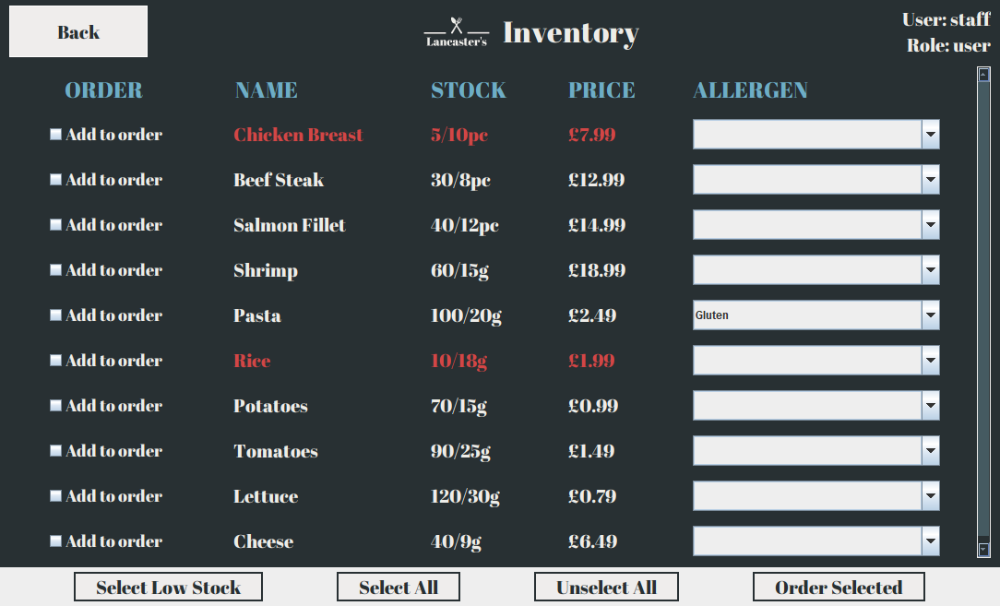 Back
Lancaster's
Inventory
User: staff
Role: user
ORDER NAME STOCK PRICE ALLERGEN
Add to order Chicken Breast 5/10pc £7.99
Add to order Beef Steak 30/8pc £12.99
Add to order Salmon Fillet 40/12pc £14.99
Add to order Shrimp 60/15g £18.99
Add to order Pasta 100/20g £2.49 Gluten
Add to order Rice 10/18g £1.99
Add to order Potatoes 70/15g £0.99
Add to order Tomatoes 90/25g £1.49
Add to order Lettuce 120/30g £0.79
Add to order Cheese 40/9g £6.49
Select Low Stock Select All Unselect All Order Selected